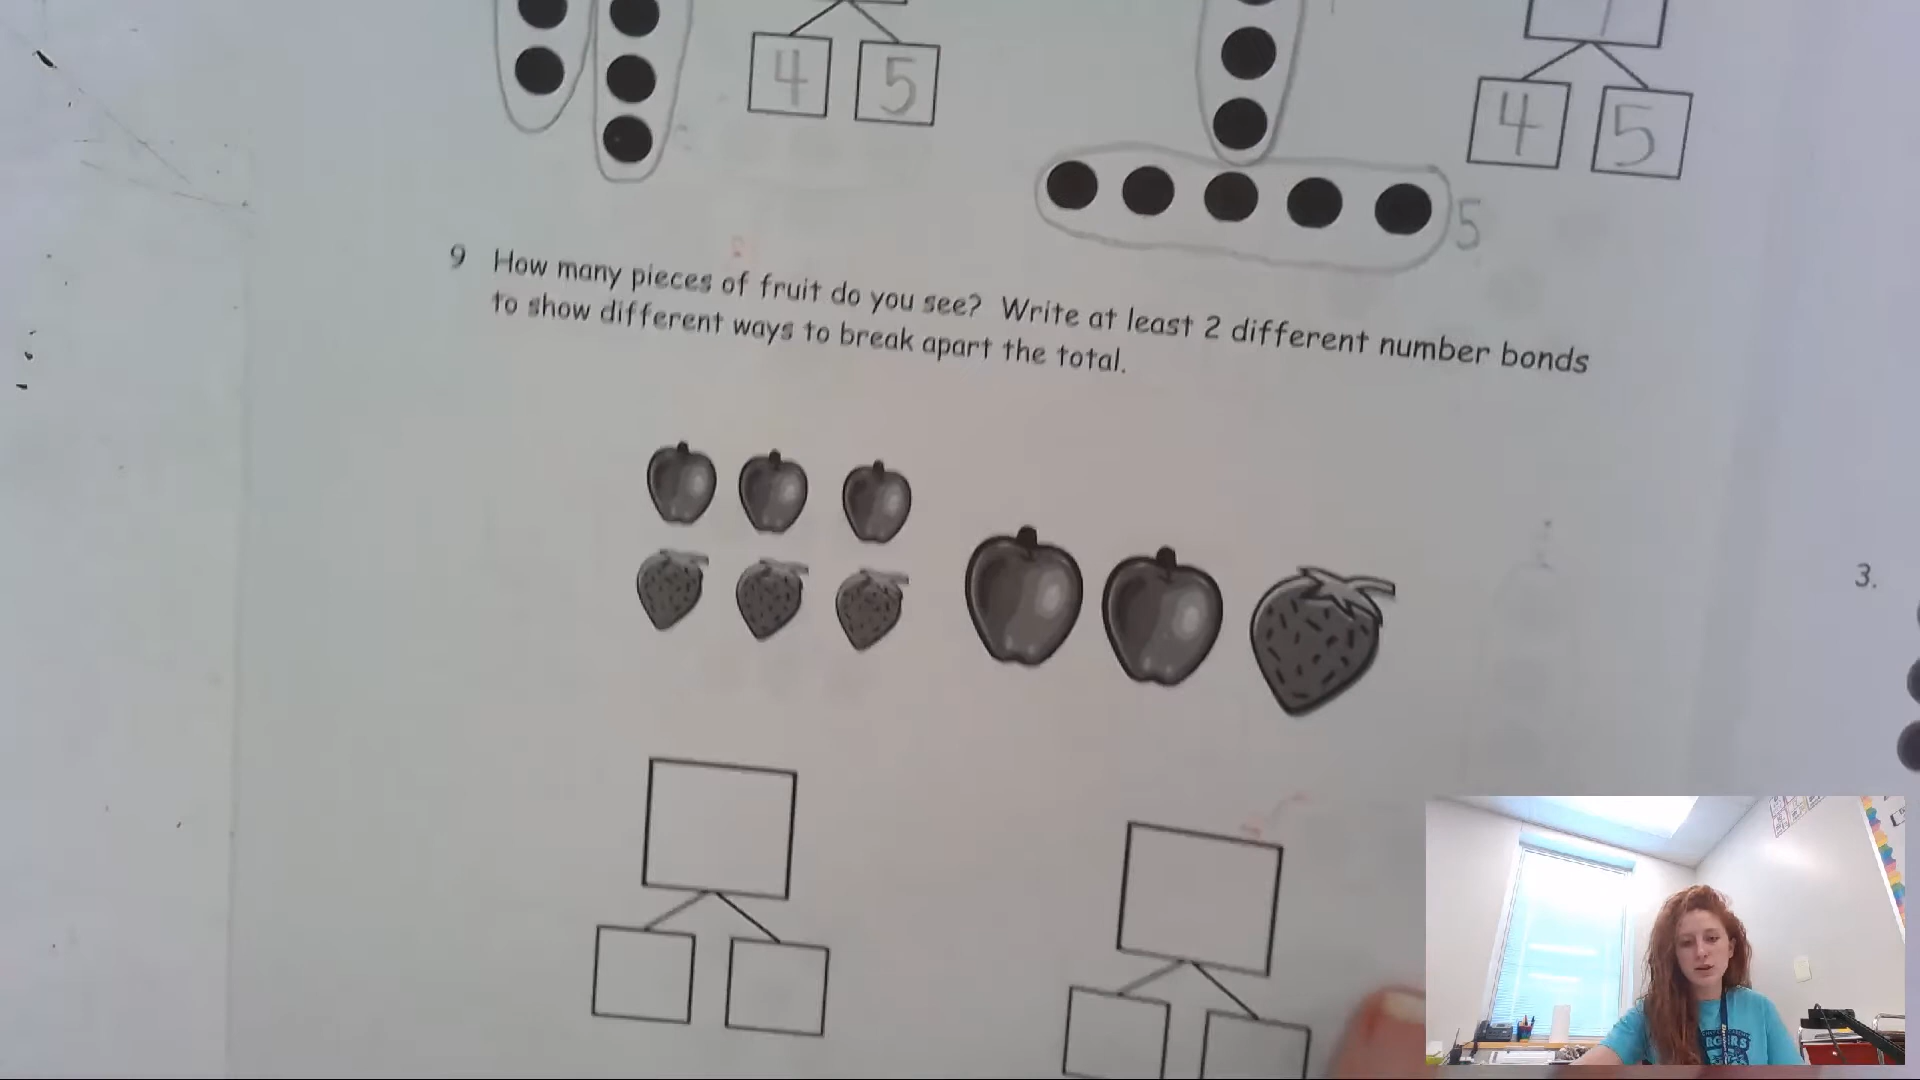 4 5
4 5
5
9 How many pieces of fruit do you see? Write at least 2 different number bonds
to show different ways to break apart the total.
3.